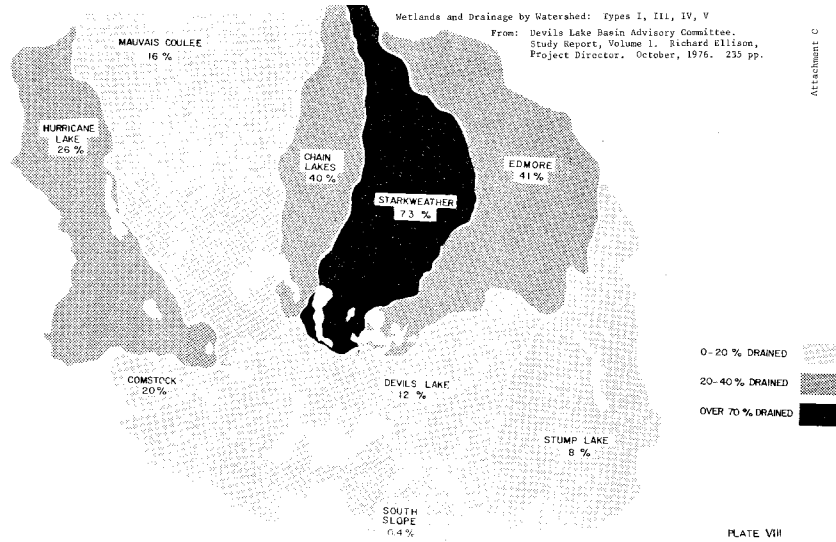 Wetlands and Drainage by Watershed: Types I, III, IV, V
From: Devils Lake Basin Advisory Committee.
Study Report, Volume 1. Richard Ellison,
Project Director. October, 1976. 235 pp.
Attachment C
MAUVAIS COULEE
16 %
HURRICANE
LAKE
26 %
CHAIN
LAKES
40 %
STARKWEATHER
73 %
EDMORE
41 %
COMSTOCK
20%
DEVILS LAKE
12 %
STUMP LAKE
8 %
SOUTH
SLOPE
0.4%
0-20 % DRAINED
20-40 % DRAINED
OVER 70 % DRAINED
PLATE VIII